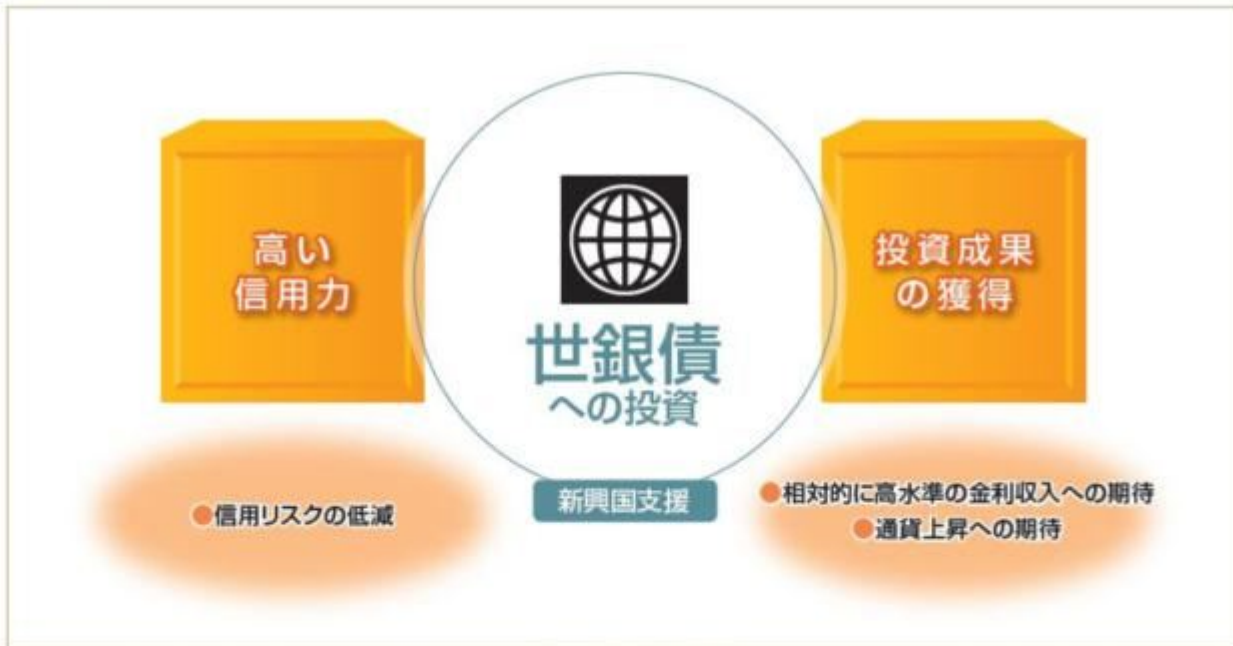 高い
信用力
世銀債
への投資
新興国支援
投資成果
の獲得
●信用リスクの低減
●相対的に高水準の金利収入への期待
●通貨上昇への期待